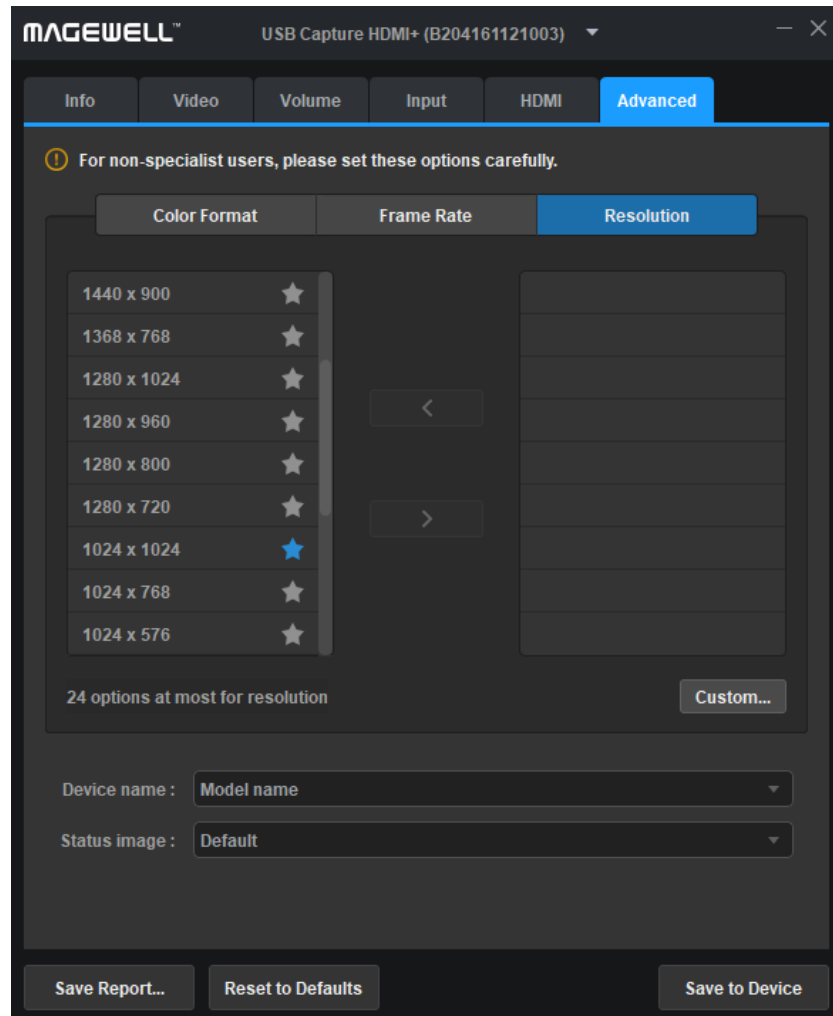 MAGEWELL™ USB Capture HDMI+ (B204161121003)
Info Video Volume Input HDMI Advanced
For non-specialist users, please set these options carefully.
Color Format Frame Rate Resolution
1440 x 900
1368 x 768
1280 x 1024
1280 x 960
1280 x 800
1280 x 720
1024 x 1024
1024 x 768
1024 x 576
24 options at most for resolution Custom...
Device name : Model name
Status image : Default
Save Report... Reset to Defaults Save to Device